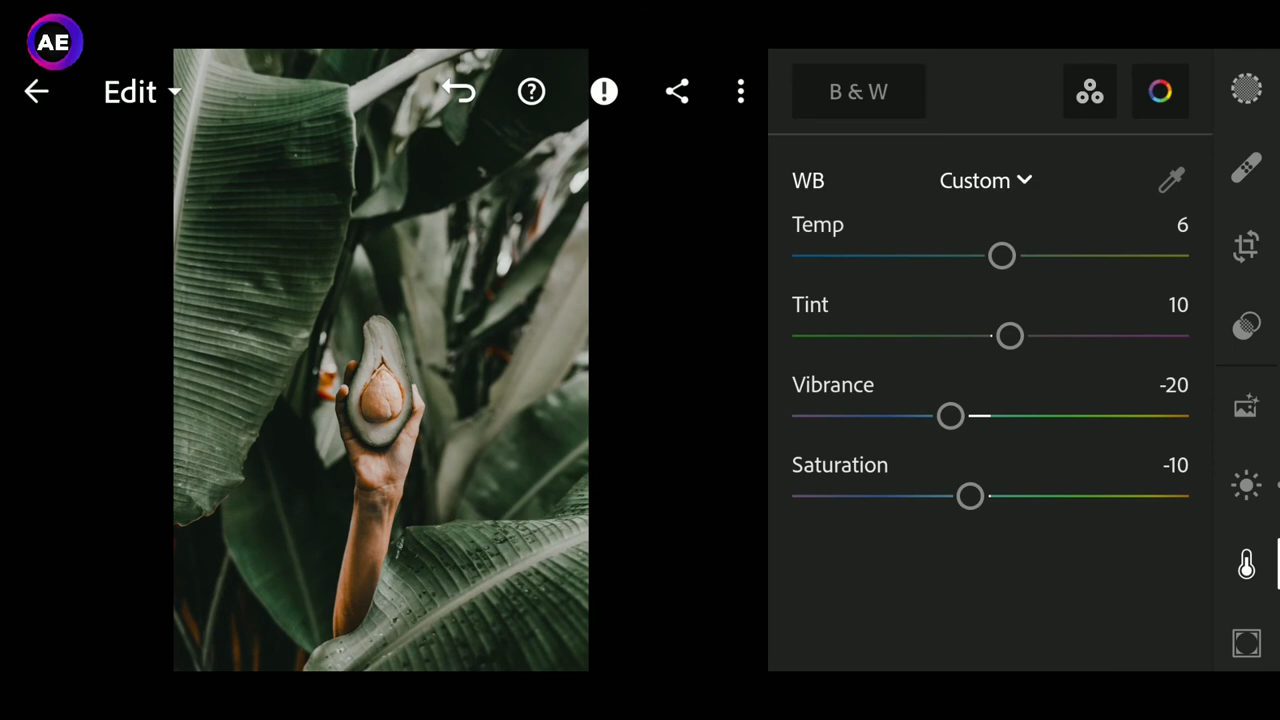 AE
Edit
B & W
WB Custom
Temp 6
Tint 10
Vibrance -20
Saturation -10